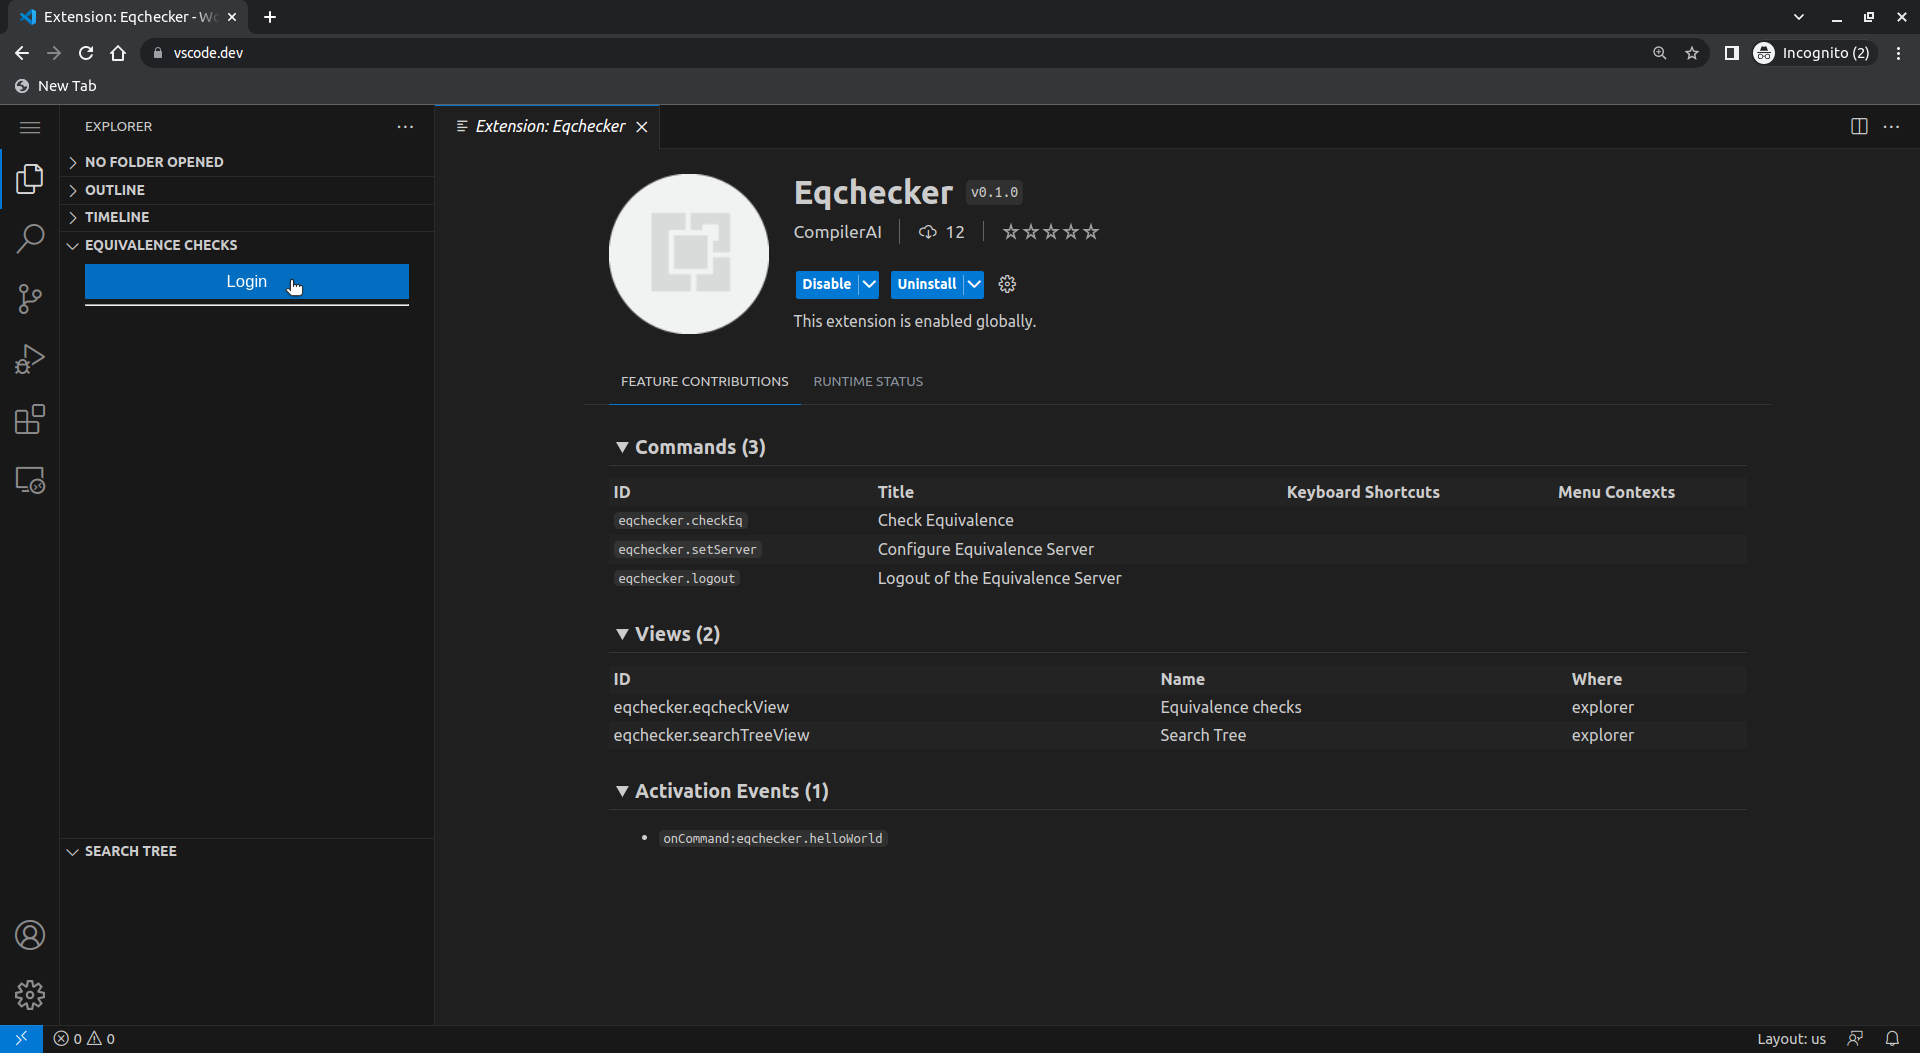 Extension: Eqchecker - Wo
vscode.dev
Incognito (2)
New Tab
EXPLORER
Extension: Eqchecker
NO FOLDER OPENED
OUTLINE
TIMELINE
EQUIVALENCE CHECKS
Login
Eqchecker v0.1.0
CompilerAI 12
Disable Uninstall
This extension is enabled globally.
FEATURE CONTRIBUTIONS RUNTIME STATUS
Commands (3)
ID Title Keyboard Shortcuts Menu Contexts
eqchecker.checkEq Check Equivalence
eqchecker.setServer Configure Equivalence Server
eqchecker.logout Logout of the Equivalence Server
Views (2)
ID Name Where
eqchecker.eqcheckView Equivalence checks explorer
eqchecker.searchTreeView Search Tree explorer
Activation Events (1)
• onCommand:eqchecker.helloWorld
SEARCH TREE
0 0
Layout: us